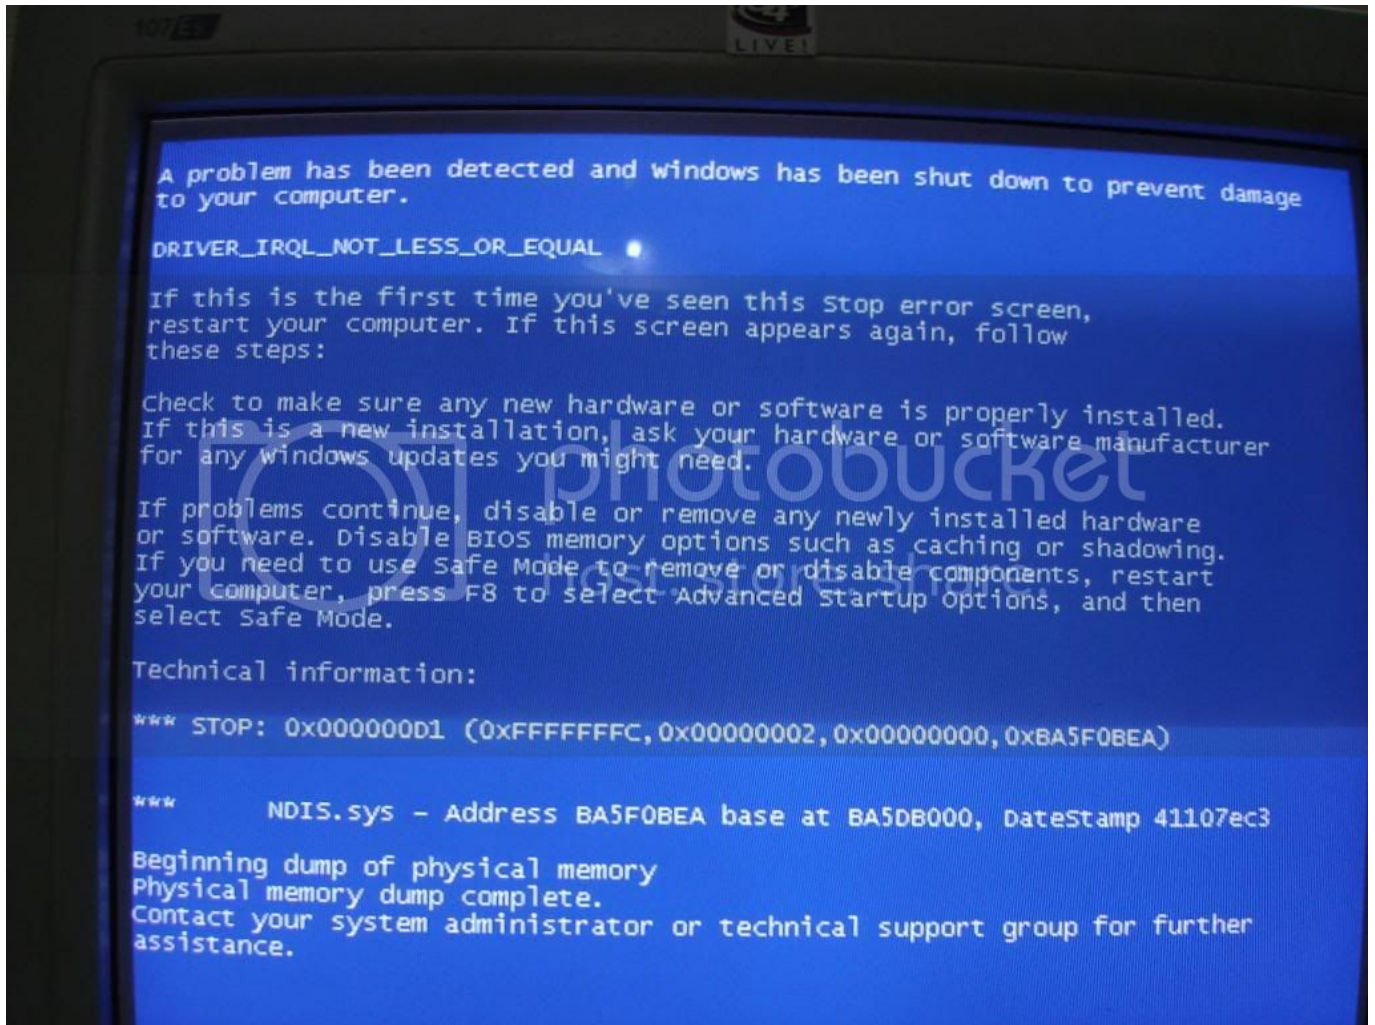 107
LIVE!
A problem has been detected and Windows has been shut down to prevent damage
to your computer.
DRIVER_IRQL_NOT_LESS_OR_EQUAL
If this is the first time you've seen this Stop error screen,
restart your computer. If this screen appears again, follow
these steps:
Check to make sure any new hardware or software is properly installed.
If this is a new installation, ask your hardware or software manufacturer
for any Windows updates you might need.
photobucket
If problems continue, disable or remove any newly installed hardware
or software. Disable BIOS memory options such as caching or shadowing.
If you need to use Safe Mode to remove or disable components, restart
host. store. share.
your computer, press F8 to select Advanced Startup Options, and then
select Safe Mode.
Technical information:
*** STOP: 0x000000D1 (0xFFFFFFFC,0x00000002,0x00000000,0xBA5F0BEA)
*** NDIS.sys – Address BA5F0BEA base at BA5DB000, DateStamp 41107ec3
Beginning dump of physical memory
Physical memory dump complete.
Contact your system administrator or technical support group for further
assistance.